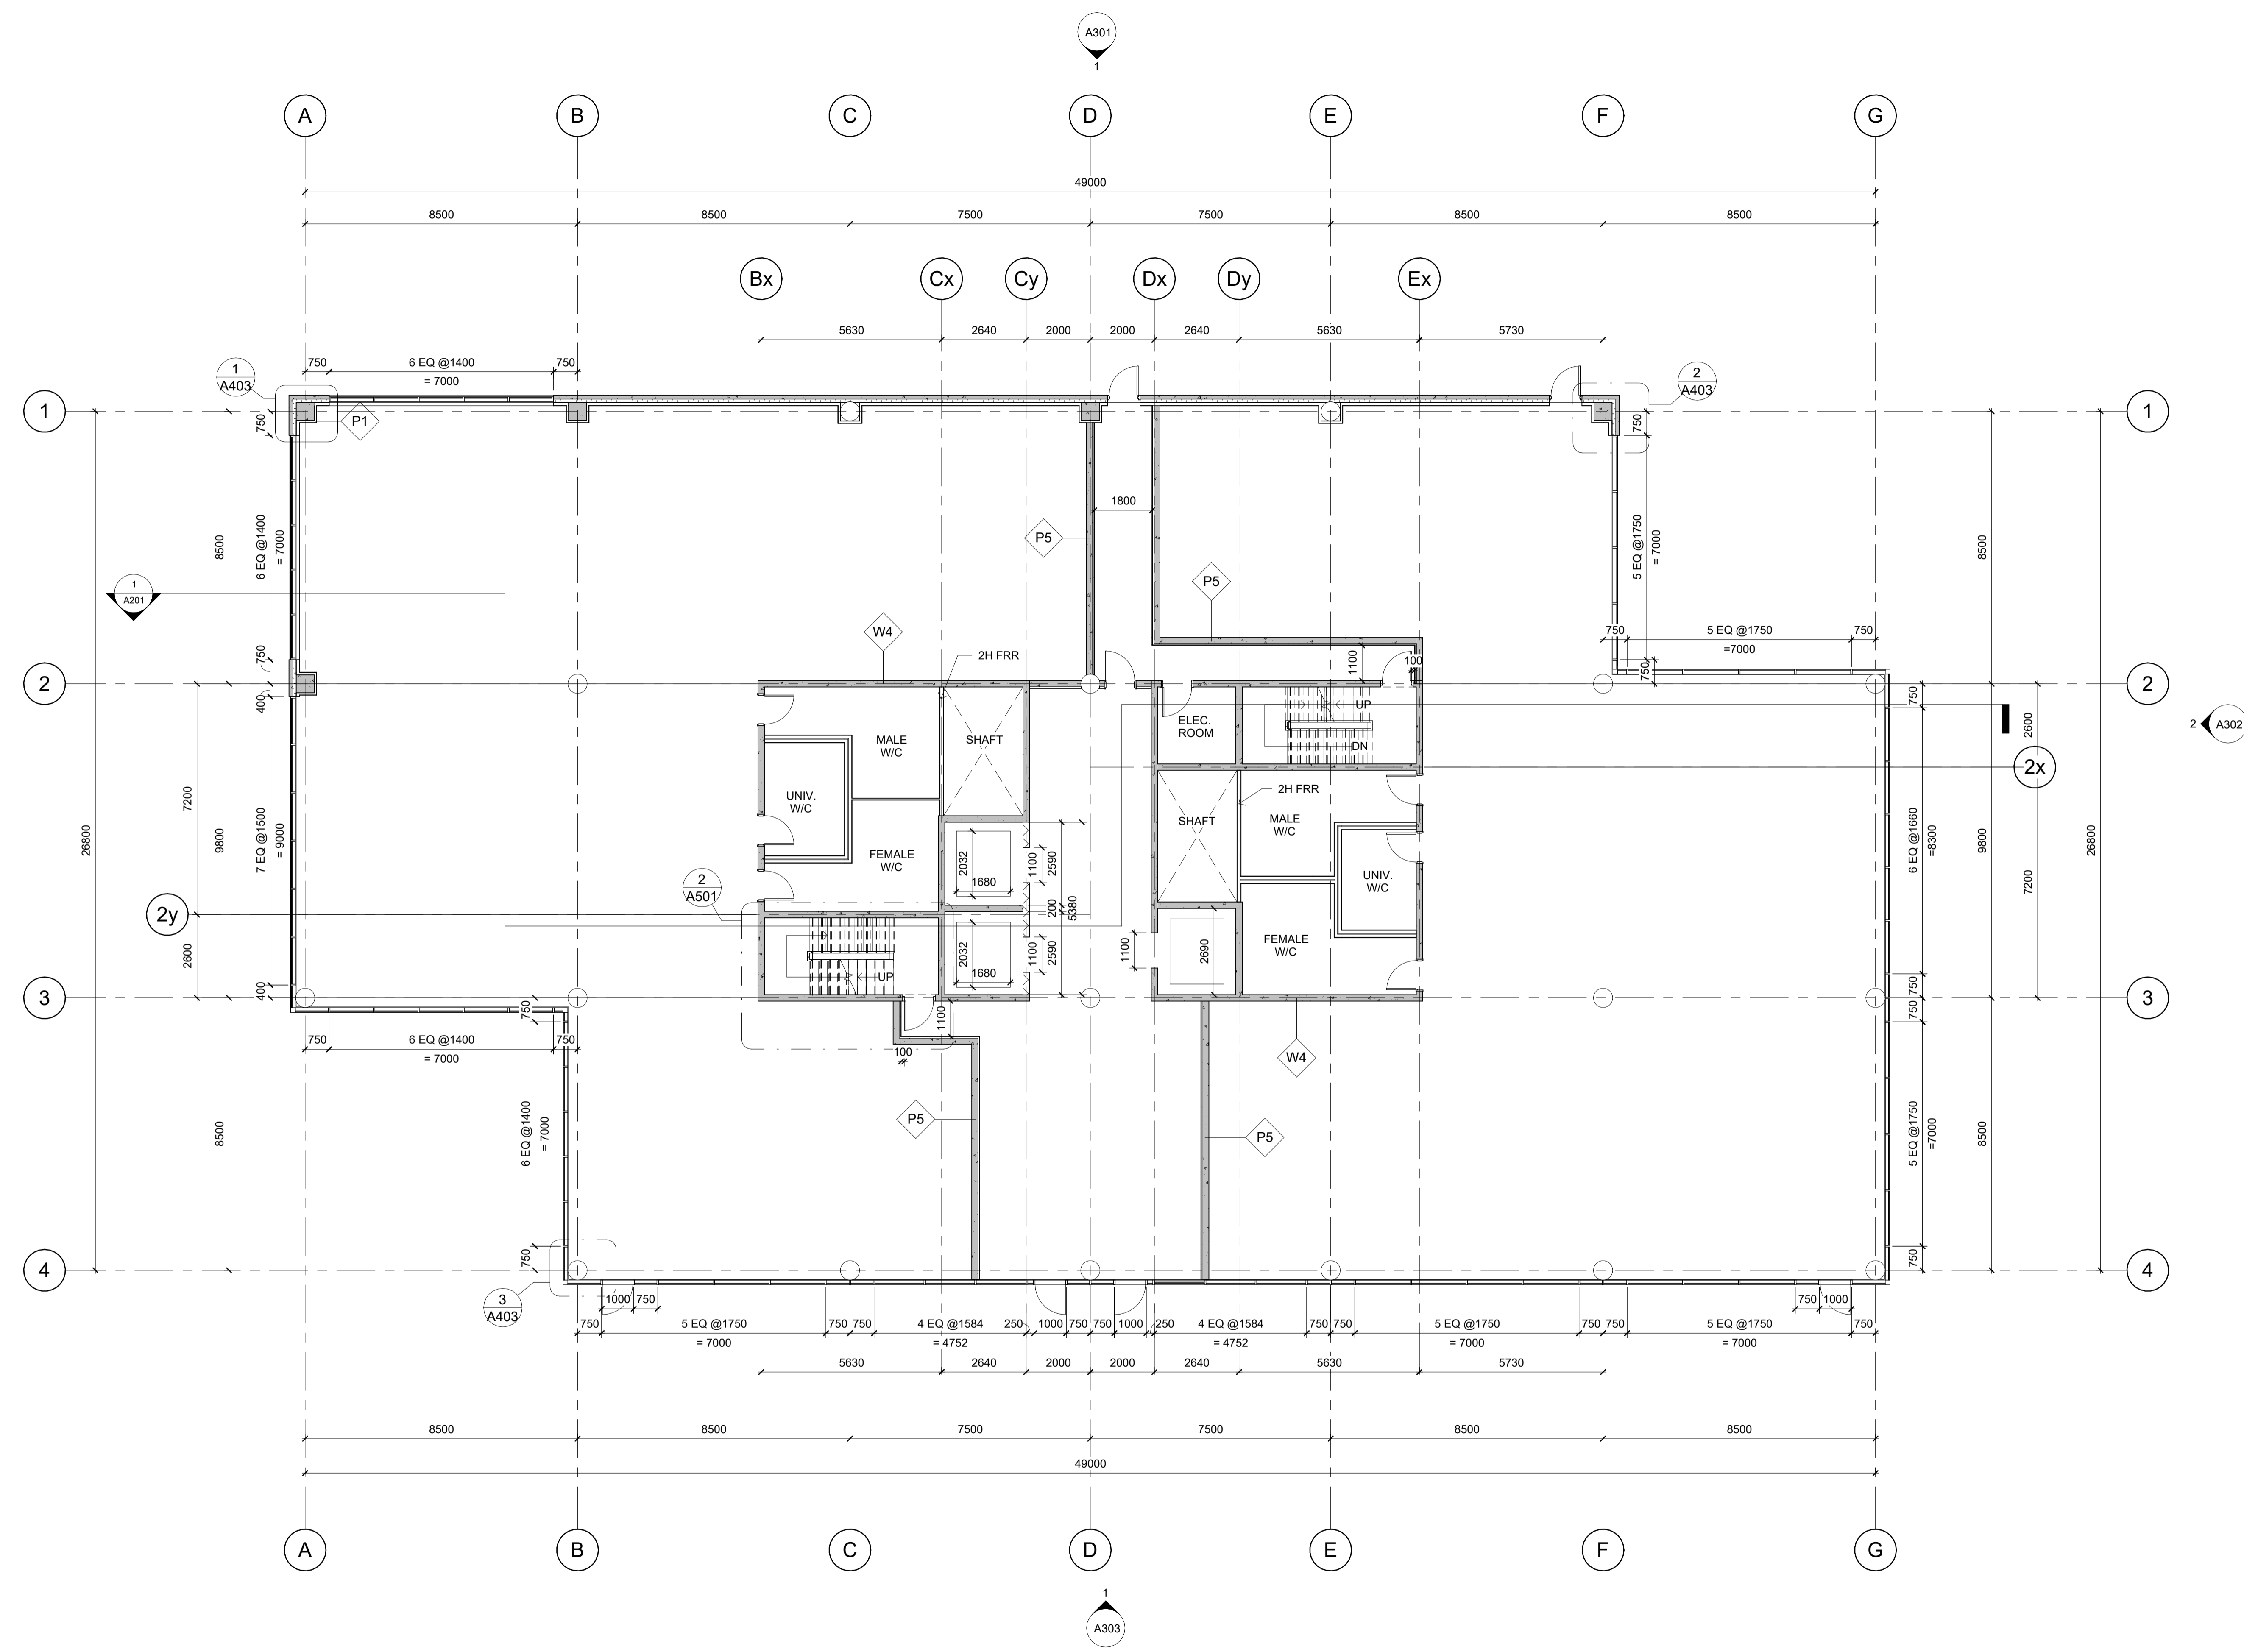 A301
1
A B C D E F G
49000
8500 8500 7500 7500 8500 8500
Bx Cx Cy Dx Dy Ex
5630 2640 2000 2000 2640 5630 5730
750 6 EQ @1400 750
= 7000
1
A403
2
A403
1
1
P1
750
750
8500
6 EQ @1400
= 7000
1800
5 EQ @1750
= 7000
8500
P5
P5
1
A201
W4
750 5 EQ @1750 750
=7000
2H FRR
1100
100
750
750
2
2
400
750
2600
UP
DN
ELEC.
ROOM
MALE
W/C
SHAFT
2 A302
2x
26800
7200
9800
7 EQ @1500
= 9000
UNIV.
W/C
2H FRR
SHAFT
MALE
W/C
6 EQ @1660
=8300
9800
26800
FEMALE
W/C
2032
1680
1100
2590
200
5380
UNIV.
W/C
7200
2
A501
2y
2600
2032
1680
1100
2590
1100
2690
FEMALE
W/C
UP
400
750
3
3
750
750
1100
750 6 EQ @1400 750
= 7000
100
W4
P5
P5
8500
6 EQ @1400
= 7000
5 EQ @1750
=7000
8500
750
750
4
4
3
A403
1000 750
750 1000
750 5 EQ @1750 750 750 4 EQ @1584 250 1000 750 750 1000 250 4 EQ @1584 750 750 5 EQ @1750 750 750 5 EQ @1750 750
= 7000 = 4752 = 4752 = 7000 = 7000
5630 2640 2000 2000 2640 5630 5730
8500 8500 7500 7500 8500 8500
49000
A B C D E F G
1
A303